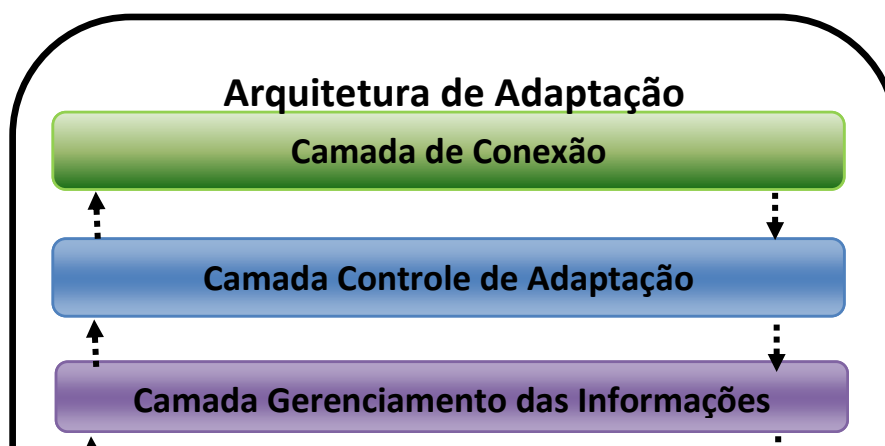 Arquitetura de Adaptação
Camada de Conexão
Camada Controle de Adaptação
Camada Gerenciamento das Informações